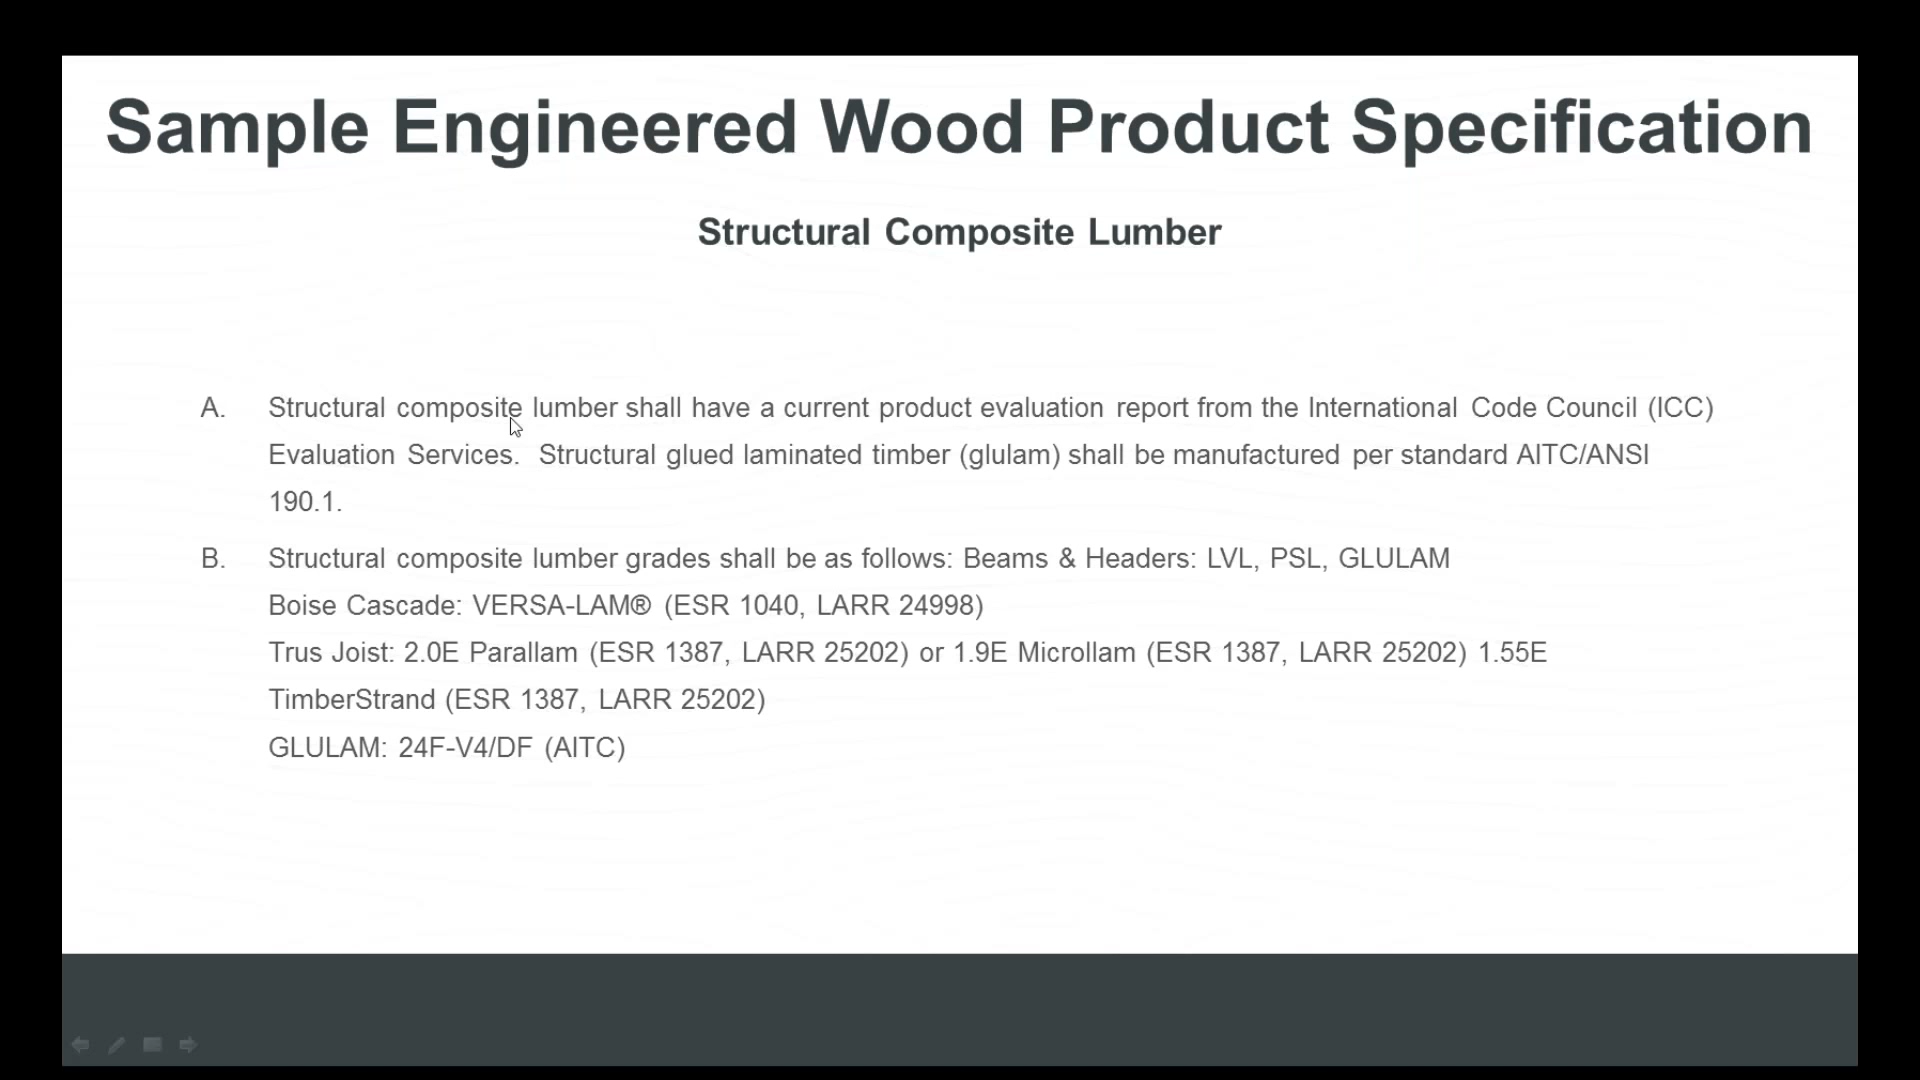 Sample Engineered Wood Product Specification
Structural Composite Lumber
A. Structural composite lumber shall have a current product evaluation report from the International Code Council (ICC)
Evaluation Services. Structural glued laminated timber (glulam) shall be manufactured per standard AITC/ANSI
190.1.
B. Structural composite lumber grades shall be as follows: Beams & Headers: LVL, PSL, GLULAM
Boise Cascade: VERSA-LAM® (ESR 1040, LARR 24998)
Trus Joist: 2.0E Parallam (ESR 1387, LARR 25202) or 1.9E Microllam (ESR 1387, LARR 25202) 1.55E
TimberStrand (ESR 1387, LARR 25202)
GLULAM: 24F-V4/DF (AITC)